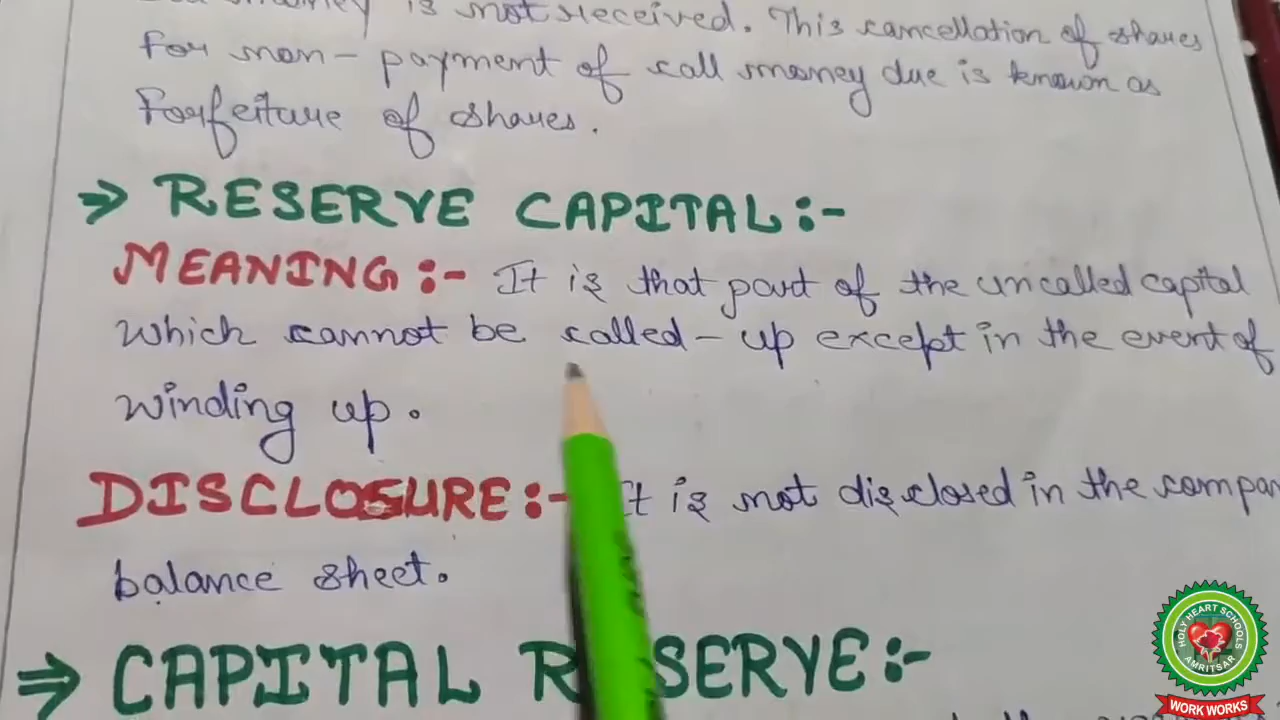 is not received. This cancellation of shares
for non-payment of call money due is known as
forfeiture of shares.
⇒ RESERVE CAPITAL:-
MEANING:- It is that part of the uncalled capital
which cannot be called-up except in the event of
winding up.
DISCLOSURE:- It is not disclosed in the compan
balance sheet.
⇒ CAPITAL R SERVE:-
HOLY HEART SCHOOLS
AMRITSAR
WORK WORKS